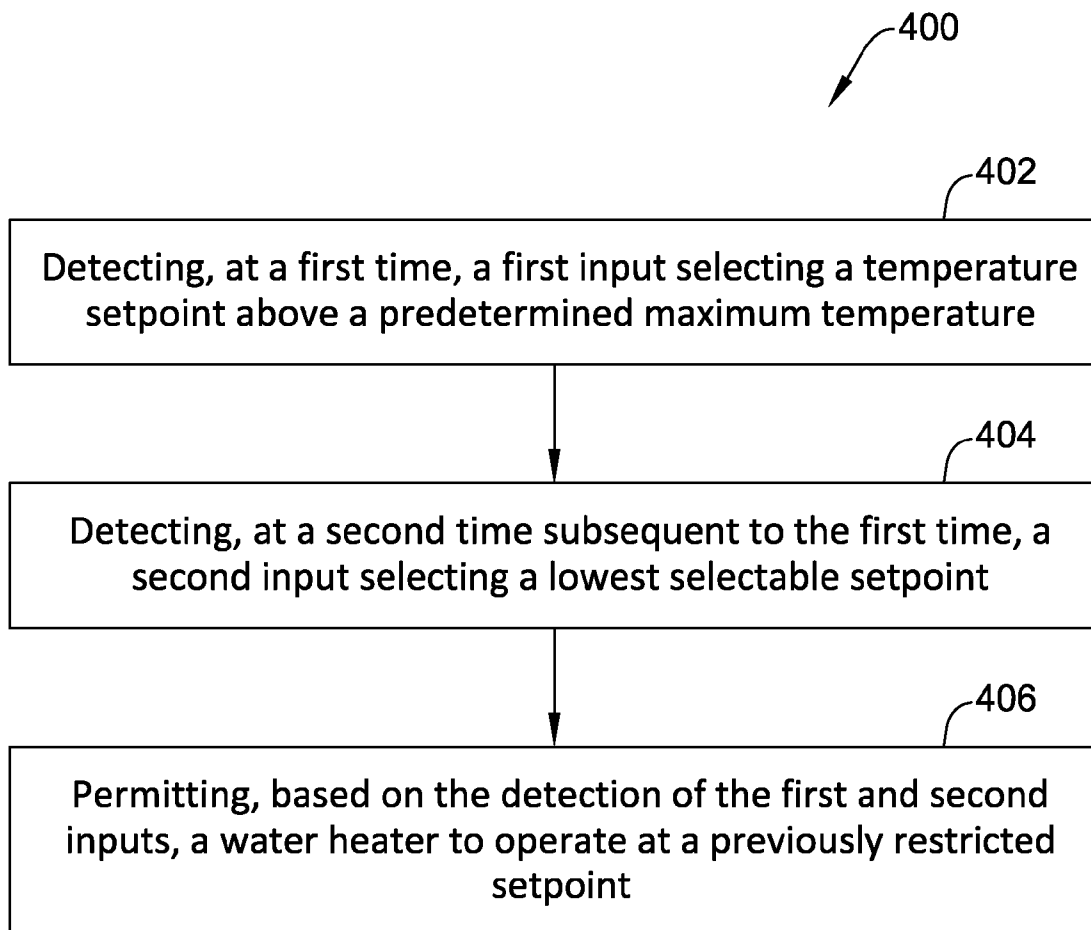 400
402
Detecting, at a first time, a first input selecting a temperature
setpoint above a predetermined maximum temperature
404
Detecting, at a second time subsequent to the first time, a
second input selecting a lowest selectable setpoint
406
Permitting, based on the detection of the first and second
inputs, a water heater to operate at a previously restricted
setpoint